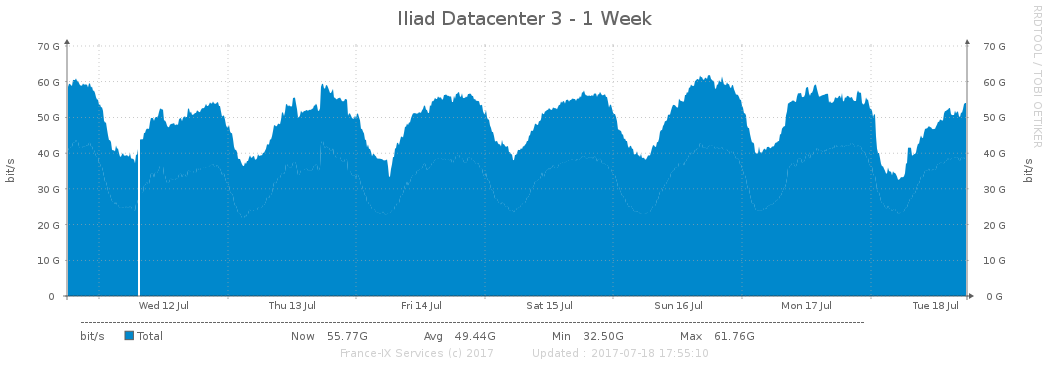 Iliad Datacenter 3 - 1 Week
RRDTOOL / TOBI OETIKER
70 G 70 G
60 G 60 G
50 G 50 G
40 G 40 G
30 G 30 G
20 G 20 G
10 G 10 G
0 0 G
bit/s bit/s
Wed 12 Jul Thu 13 Jul Fri 14 Jul Sat 15 Jul Sun 16 Jul Mon 17 Jul Tue 18 Jul
bit/s Total Now 55.77G Avg 49.44G Min 32.50G Max 61.76G
France-IX Services (c) 2017 Updated : 2017-07-18 17:55:10